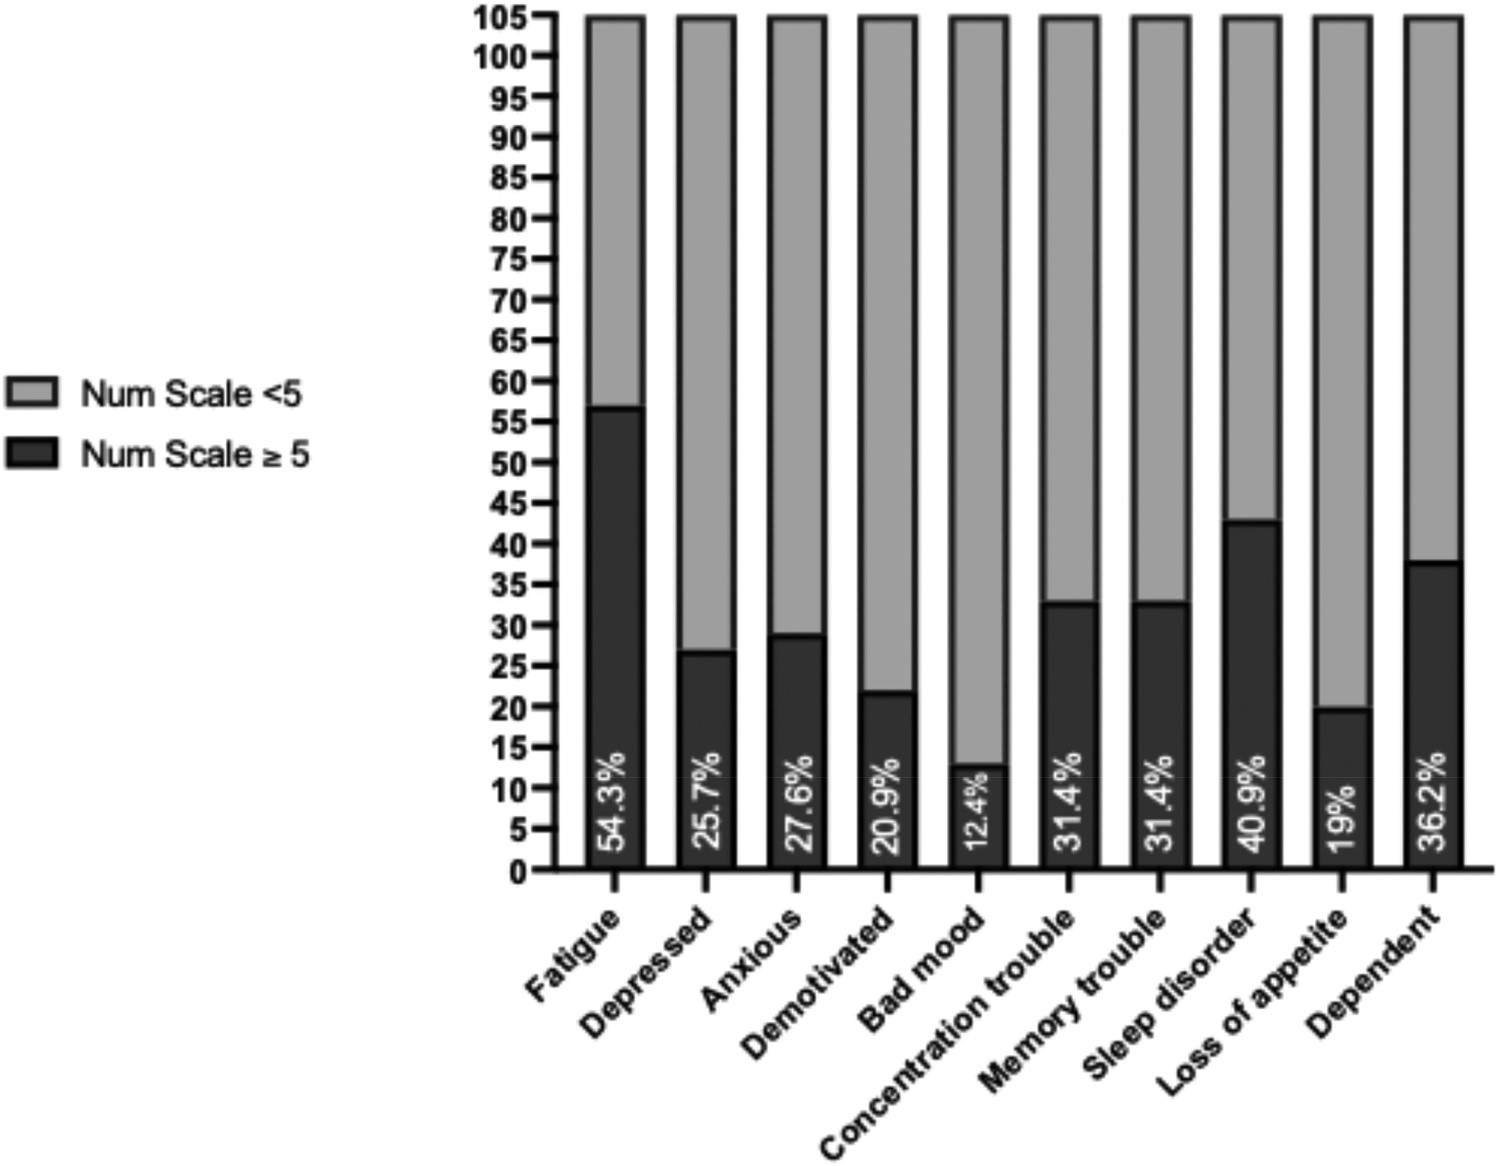 105
100
95
90
85
80
75
70
65
60
55
50
45
40
35
30
25
20
15
10
5
0
Num Scale <5
Num Scale ≥ 5
54.3%
25.7%
27.6%
20.9%
12.4%
31.4%
31.4%
40.9%
19%
36.2%
Fatigue
Depressed
Anxious
Demotivated
Bad mood
Concentration trouble
Memory trouble
Sleep disorder
Loss of appetite
Dependent